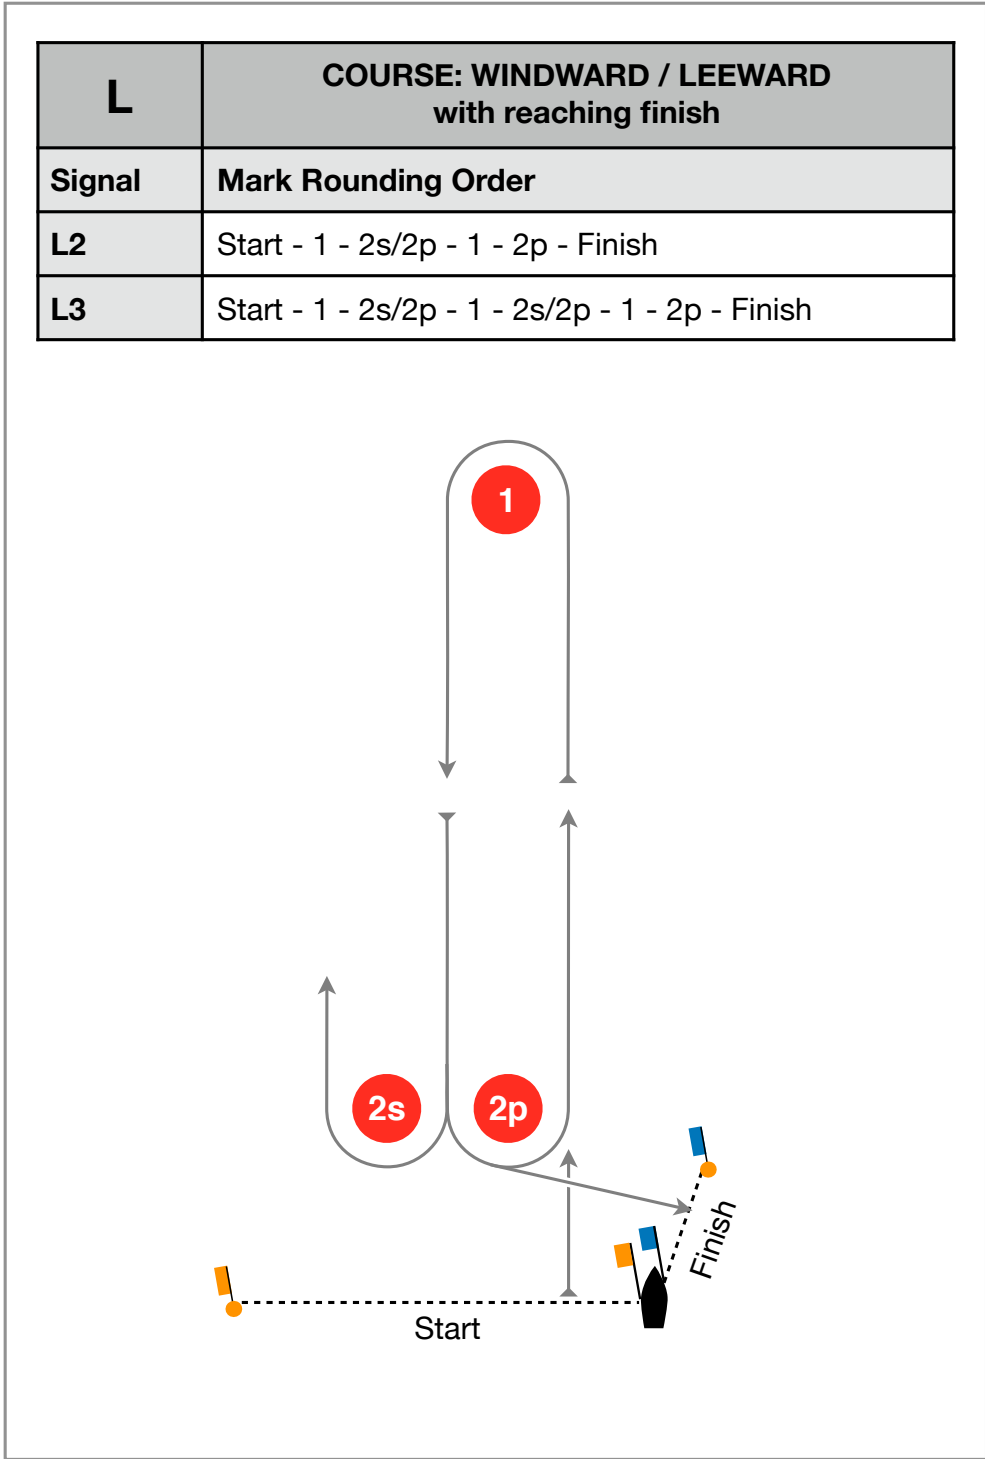 L
COURSE: WINDWARD / LEEWARD
with reaching finish
Signal
Mark Rounding Order
L2
Start - 1 - 2s/2p - 1 - 2p - Finish
L3
Start - 1 - 2s/2p - 1 - 2s/2p - 1 - 2p - Finish
1
2s
2p
Finish
Start